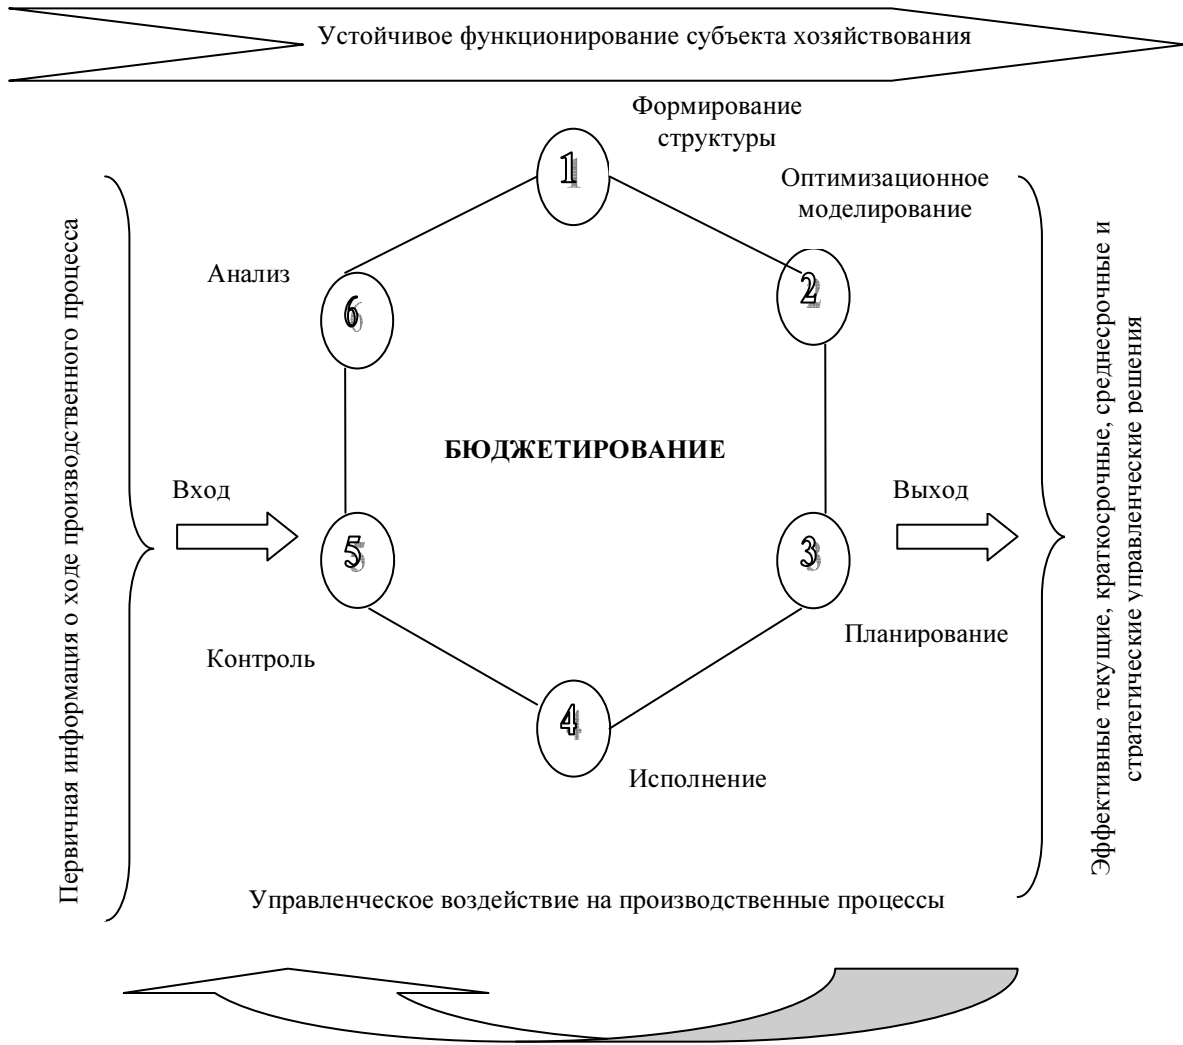 Устойчивое функционирование субъекта хозяйствования
Формирование
структуры
1
Оптимизационное
моделирование
2
Анализ
6
Первичная информация о ходе производственного процесса
БЮДЖЕТИРОВАНИЕ
Вход
Выход
5
3
Эффективные текущие, краткосрочные, среднесрочные и
стратегические управленческие решения
Планирование
Контроль
4
Исполнение
Управленческое воздействие на производственные процессы